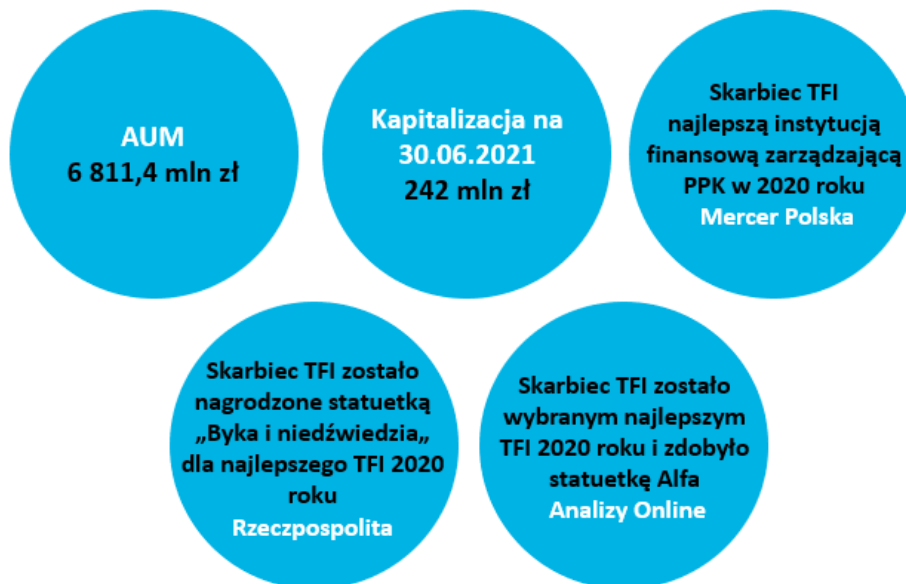 AUM
6 811,4 mln zł
Kapitalizacja na
30.06.2021
242 mln zł
Skarbiec TFI
najlepszą instytucją
finansową zarządzającą
PPK w 2020 roku
Mercer Polska
Skarbiec TFI zostało
nagrodzone statuetką
„Byka i niedźwiedzia„
dla najlepszego TFI 2020
roku
Rzeczpospolita
Skarbiec TFI zostało
wybranym najlepszym
TFI 2020 roku i zdobyło
statuetkę Alfa
Analizy Online